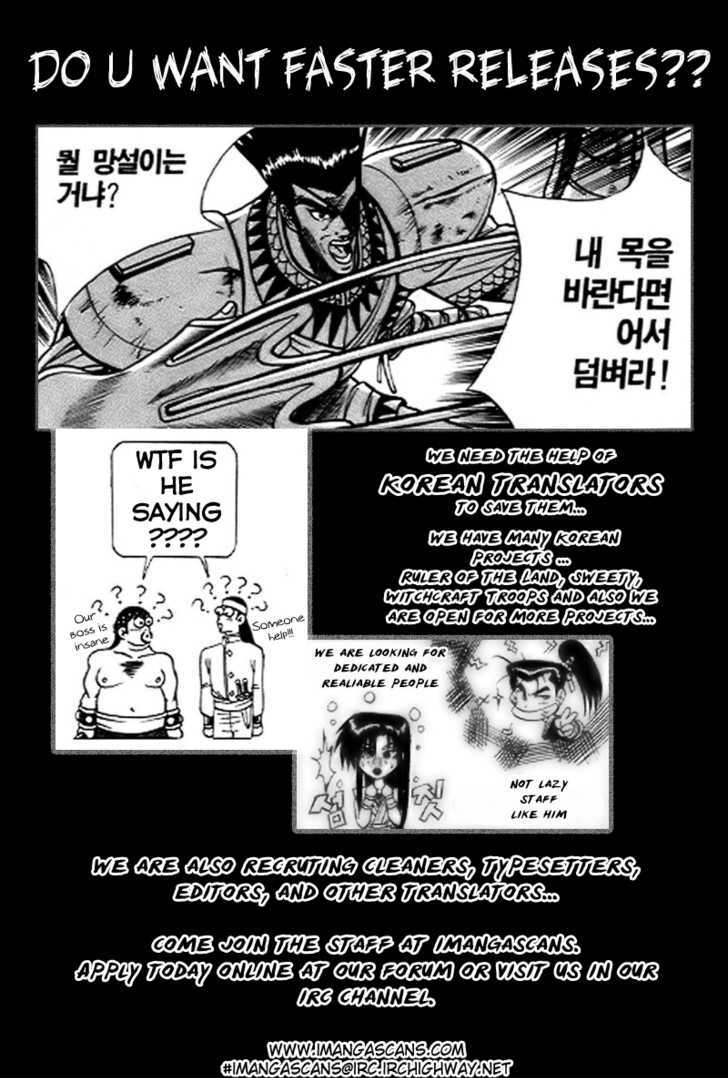 DO U WANT FASTER RELEASES??
뭘 망설이는
거냐?
내 목을
바란다면
어서
덤벼라!
WTF IS
HE
SAYING
????
Our
BOSS is
insane
? ? ? ? ? ?
? ? ? ? ? ?
Someone
help!!!
WE NEED THE HELP OF
KOREAN TRANSLATORS
TO SAVE THEM...
WE HAVE MANY KOREAN
PROJECTS ...
RULER OF THE LAND, SWEETY,
WITCHCRAFT TROOPS AND ALSO WE
ARE OPEN FOR MORE PROJECTS...
WE ARE LOOKING FOR
DEDICATED AND
REALIABLE PEOPLE
NOT LAZY
STAFF
LIKE HIM
WE ARE ALSO RECRUTING CLEANERS, TYPESETTERS,
EDITORS, AND OTHER TRANSLATORS...
COME JOIN THE STAFF AT IMANGASCANS.
APPLY TODAY ONLINE AT OUR FORUM OR VISIT US IN OUR
IRC CHANNEL.
WWW.IMANGASCANS.COM
#IMANGASCANS@IRC.IRCHIGHWAY.NET